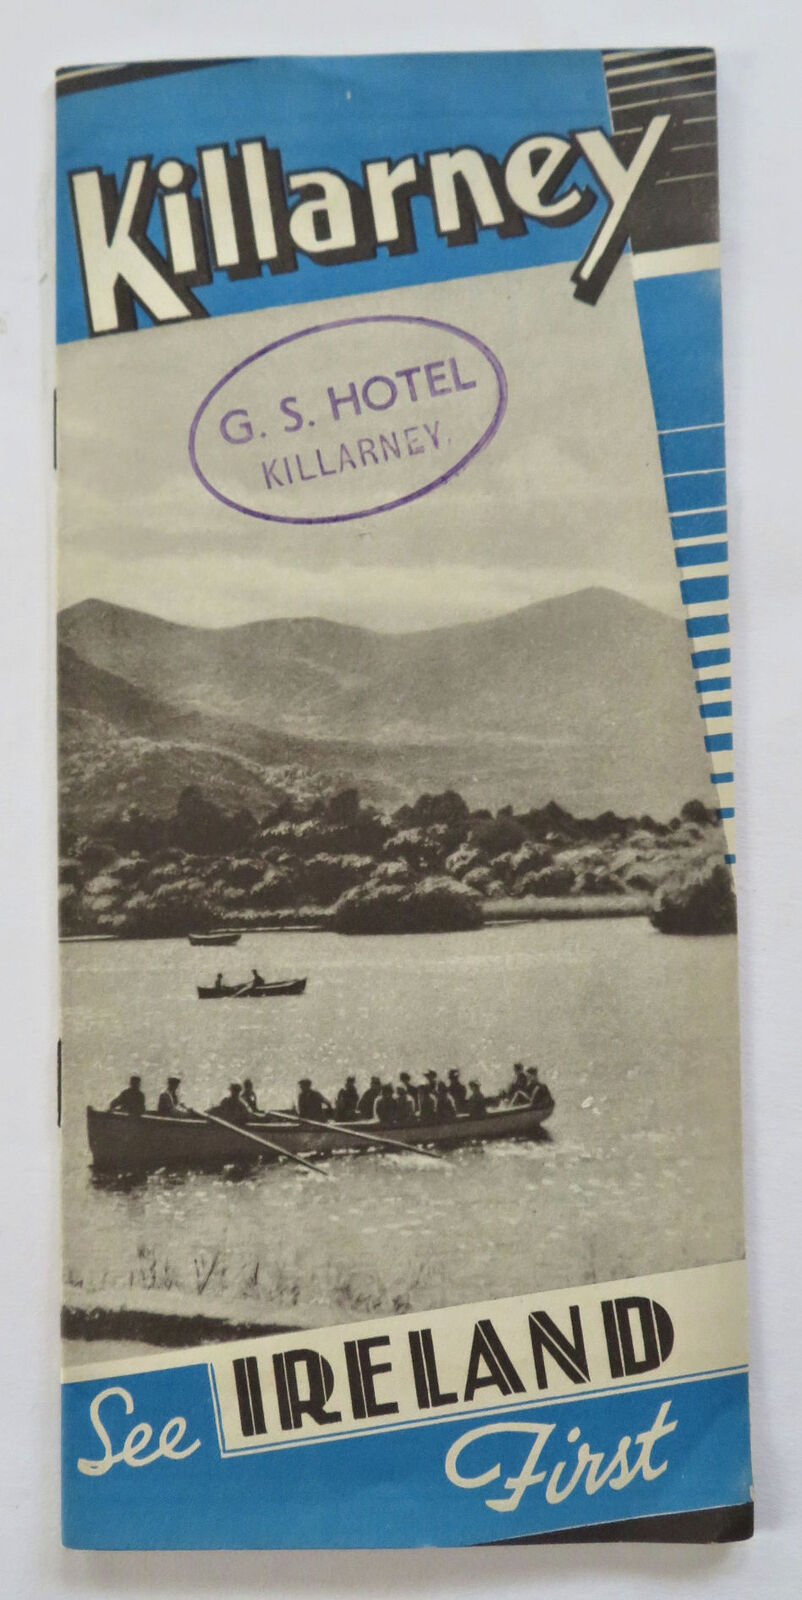 Killarney
G. S. HOTEL
KILLARNEY.
See IRELAND
First